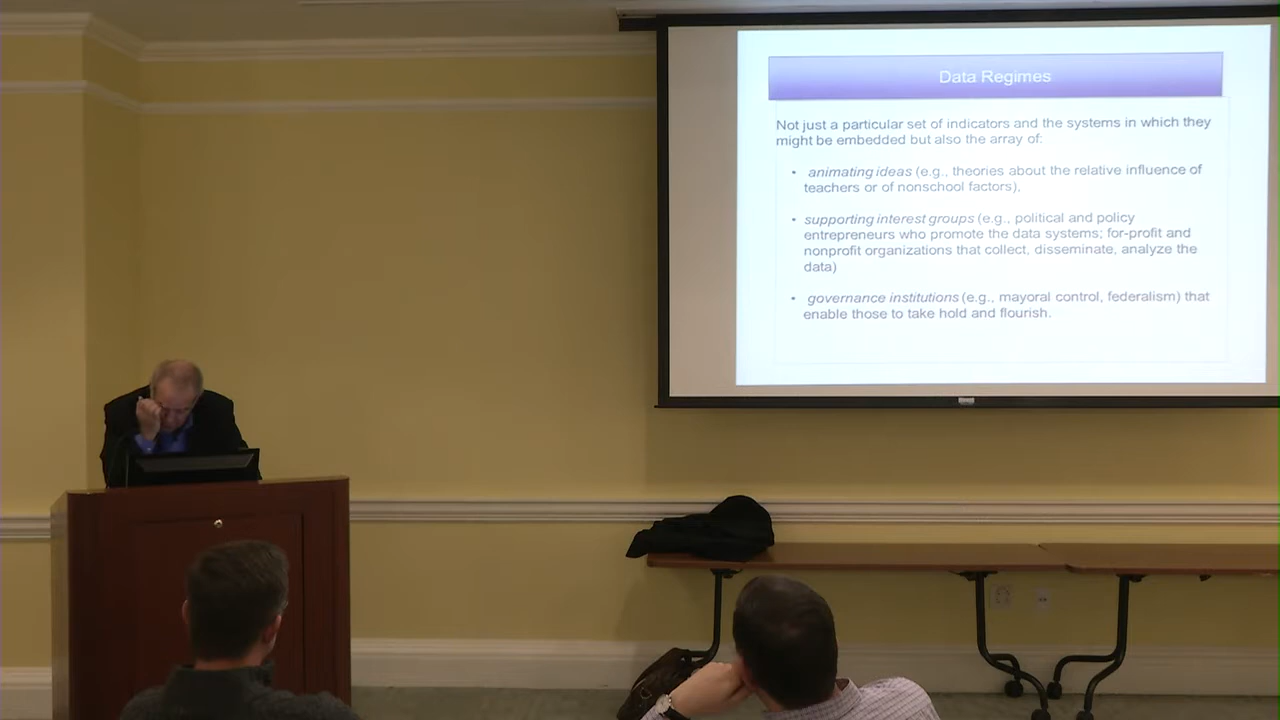 Data Regimes
Not just a particular set of indicators and the systems in which they
might be embedded but also the array of:
• animating ideas (e.g., theories about the relative influence of
teachers or of nonschool factors),
• supporting interest groups (e.g., political and policy
entrepreneurs who promote the data systems; for-profit and
nonprofit organizations that collect, disseminate, analyze the
data)
• governance institutions (e.g., mayoral control, federalism) that
enable those to take hold and flourish.